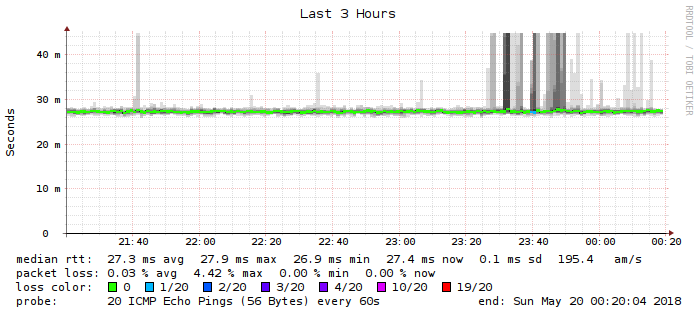 Last 3 Hours
RRDTOOL / TOBI OETIKER
Seconds
40 m
30 m
20 m
10 m
0
21:40 22:00 22:20 22:40 23:00 23:20 23:40 00:00 00:20
median rtt: 27.3 ms avg 27.9 ms max 26.9 ms min 27.4 ms now 0.1 ms sd 195.4 am/s
packet loss: 0.03 % avg 4.42 % max 0.00 % min 0.00 % now
loss color: 0 1/20 2/20 3/20 4/20 10/20 19/20
probe: 20 ICMP Echo Pings (56 Bytes) every 60s end: Sun May 20 00:20:04 2018